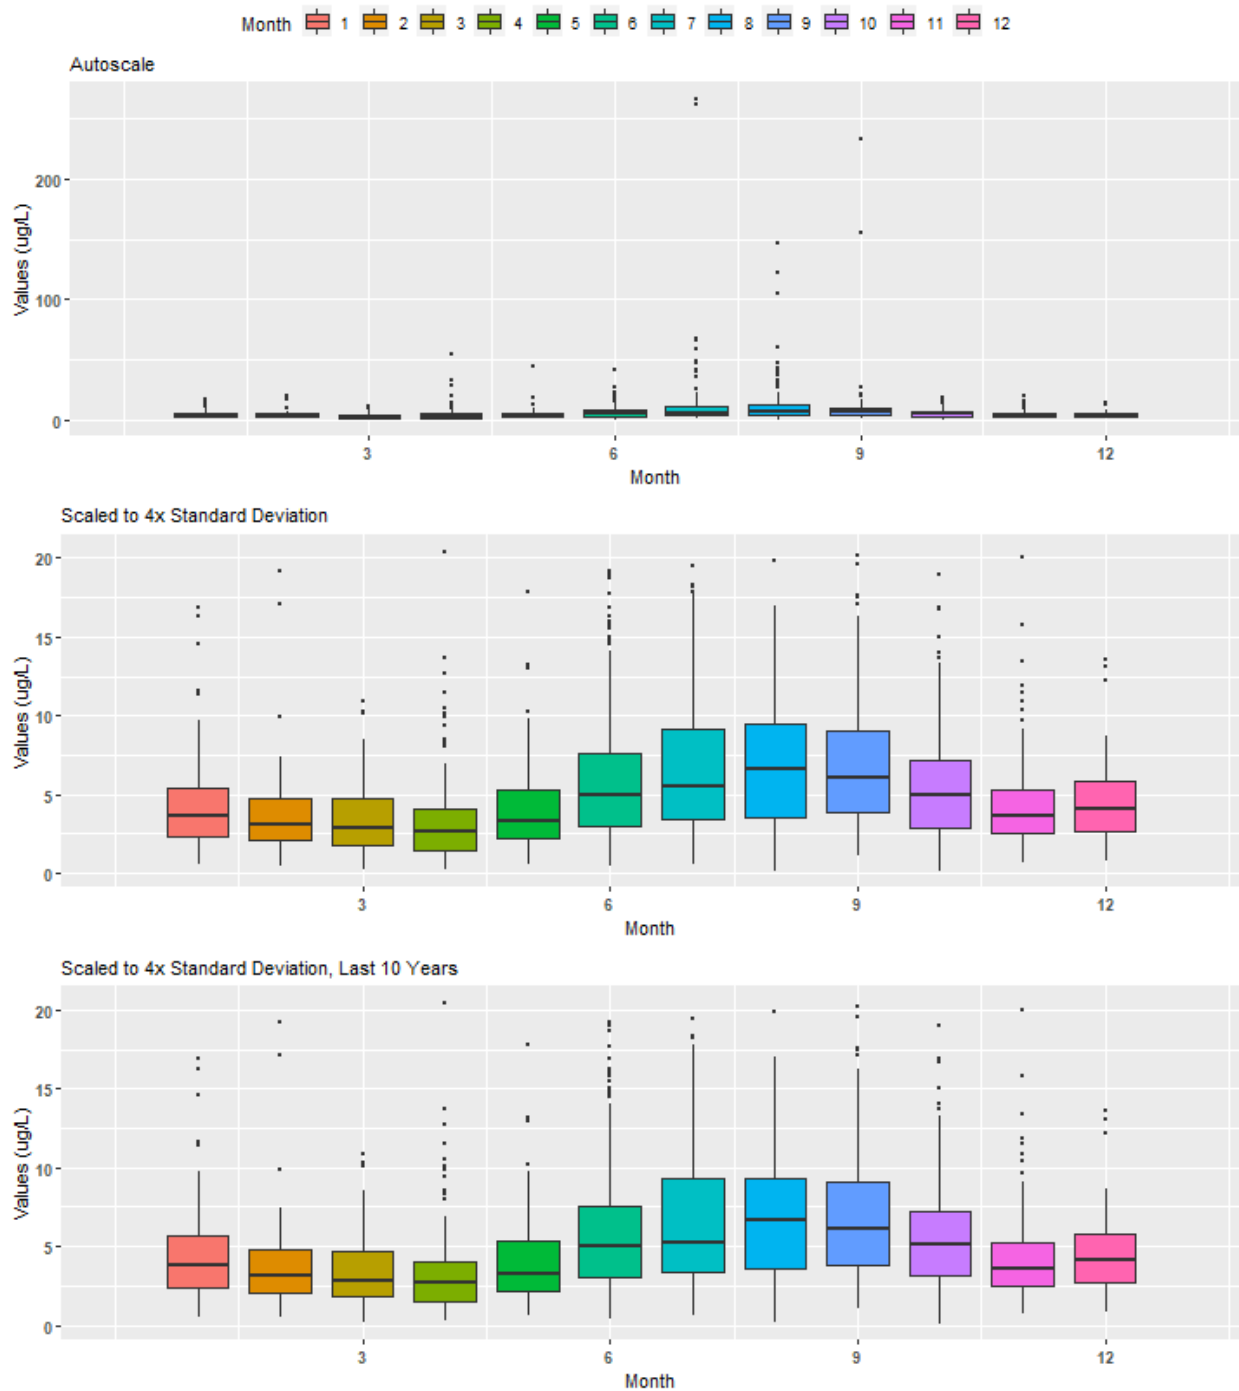 Month 1 2 3 4 5 6 7 8 9 10 11 12
Autoscale
Values (ug/L)
200
100
0
3 6 9 12
Month
Scaled to 4x Standard Deviation
Values (ug/L)
20
15
10
5
0
3 6 9 12
Month
Scaled to 4x Standard Deviation, Last 10 Years
Values (ug/L)
20
15
10
5
0
3 6 9 12
Month